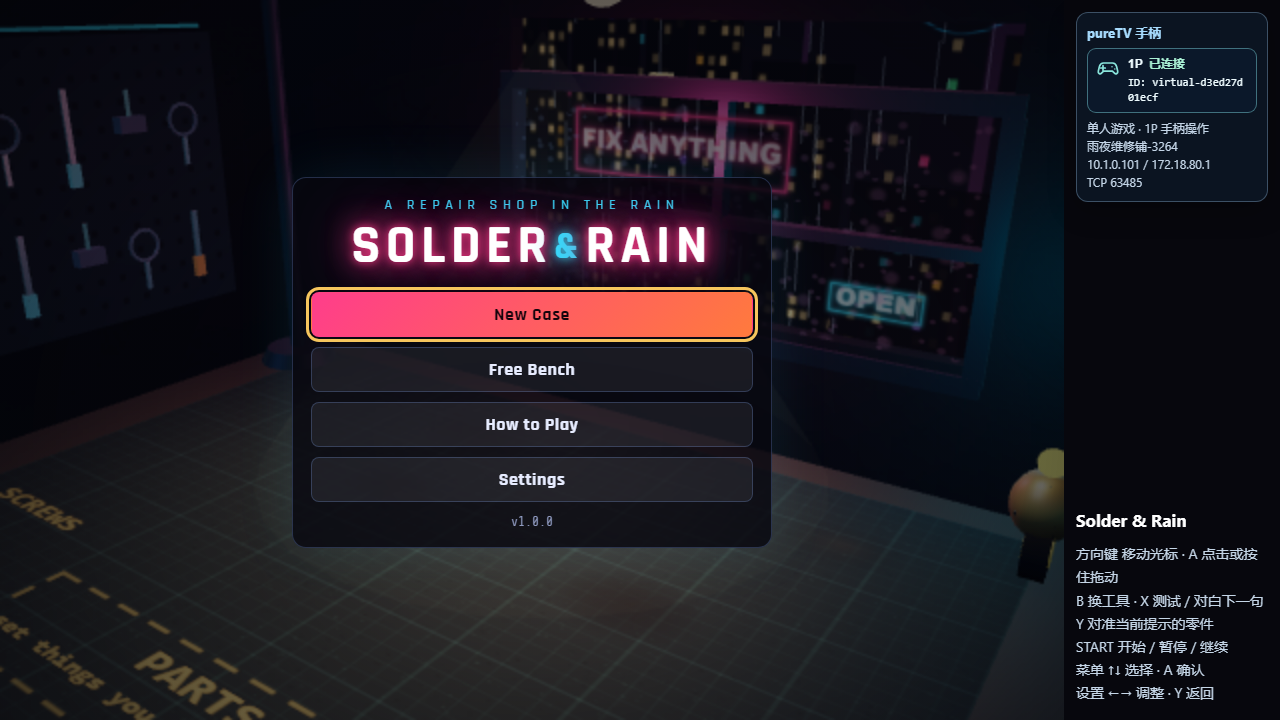 FIX ANYTHING
OPEN
A REPAIR SHOP IN THE RAIN
SOLDER & RAIN
New Case
Free Bench
How to Play
Settings
v1.0.0
SCREWS
set things you
PARTS
pureTV 手柄
1P 已连接
ID: virtual-d3ed27d
01ecf
单人游戏 · 1P 手柄操作
雨夜维修铺-3264
10.1.0.101 / 172.18.80.1
TCP 63485
Solder & Rain
方向键 移动光标 · A 点击或按
住拖动
B 换工具 · X 测试 / 对白下一句
Y 对准当前提示的零件
START 开始 / 暂停 / 继续
菜单 ↑↓ 选择 · A 确认
设置 ←→ 调整 · Y 返回